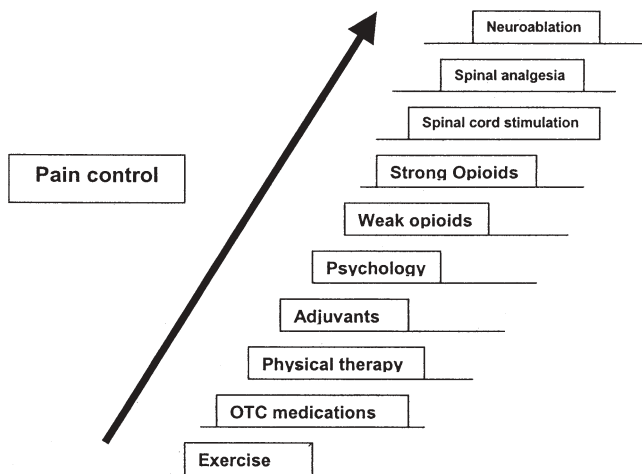 Neuroablation
Spinal analgesia
Spinal cord stimulation
Pain control
Strong Opioids
Weak opioids
Psychology
Adjuvants
Physical therapy
OTC medications
Exercise